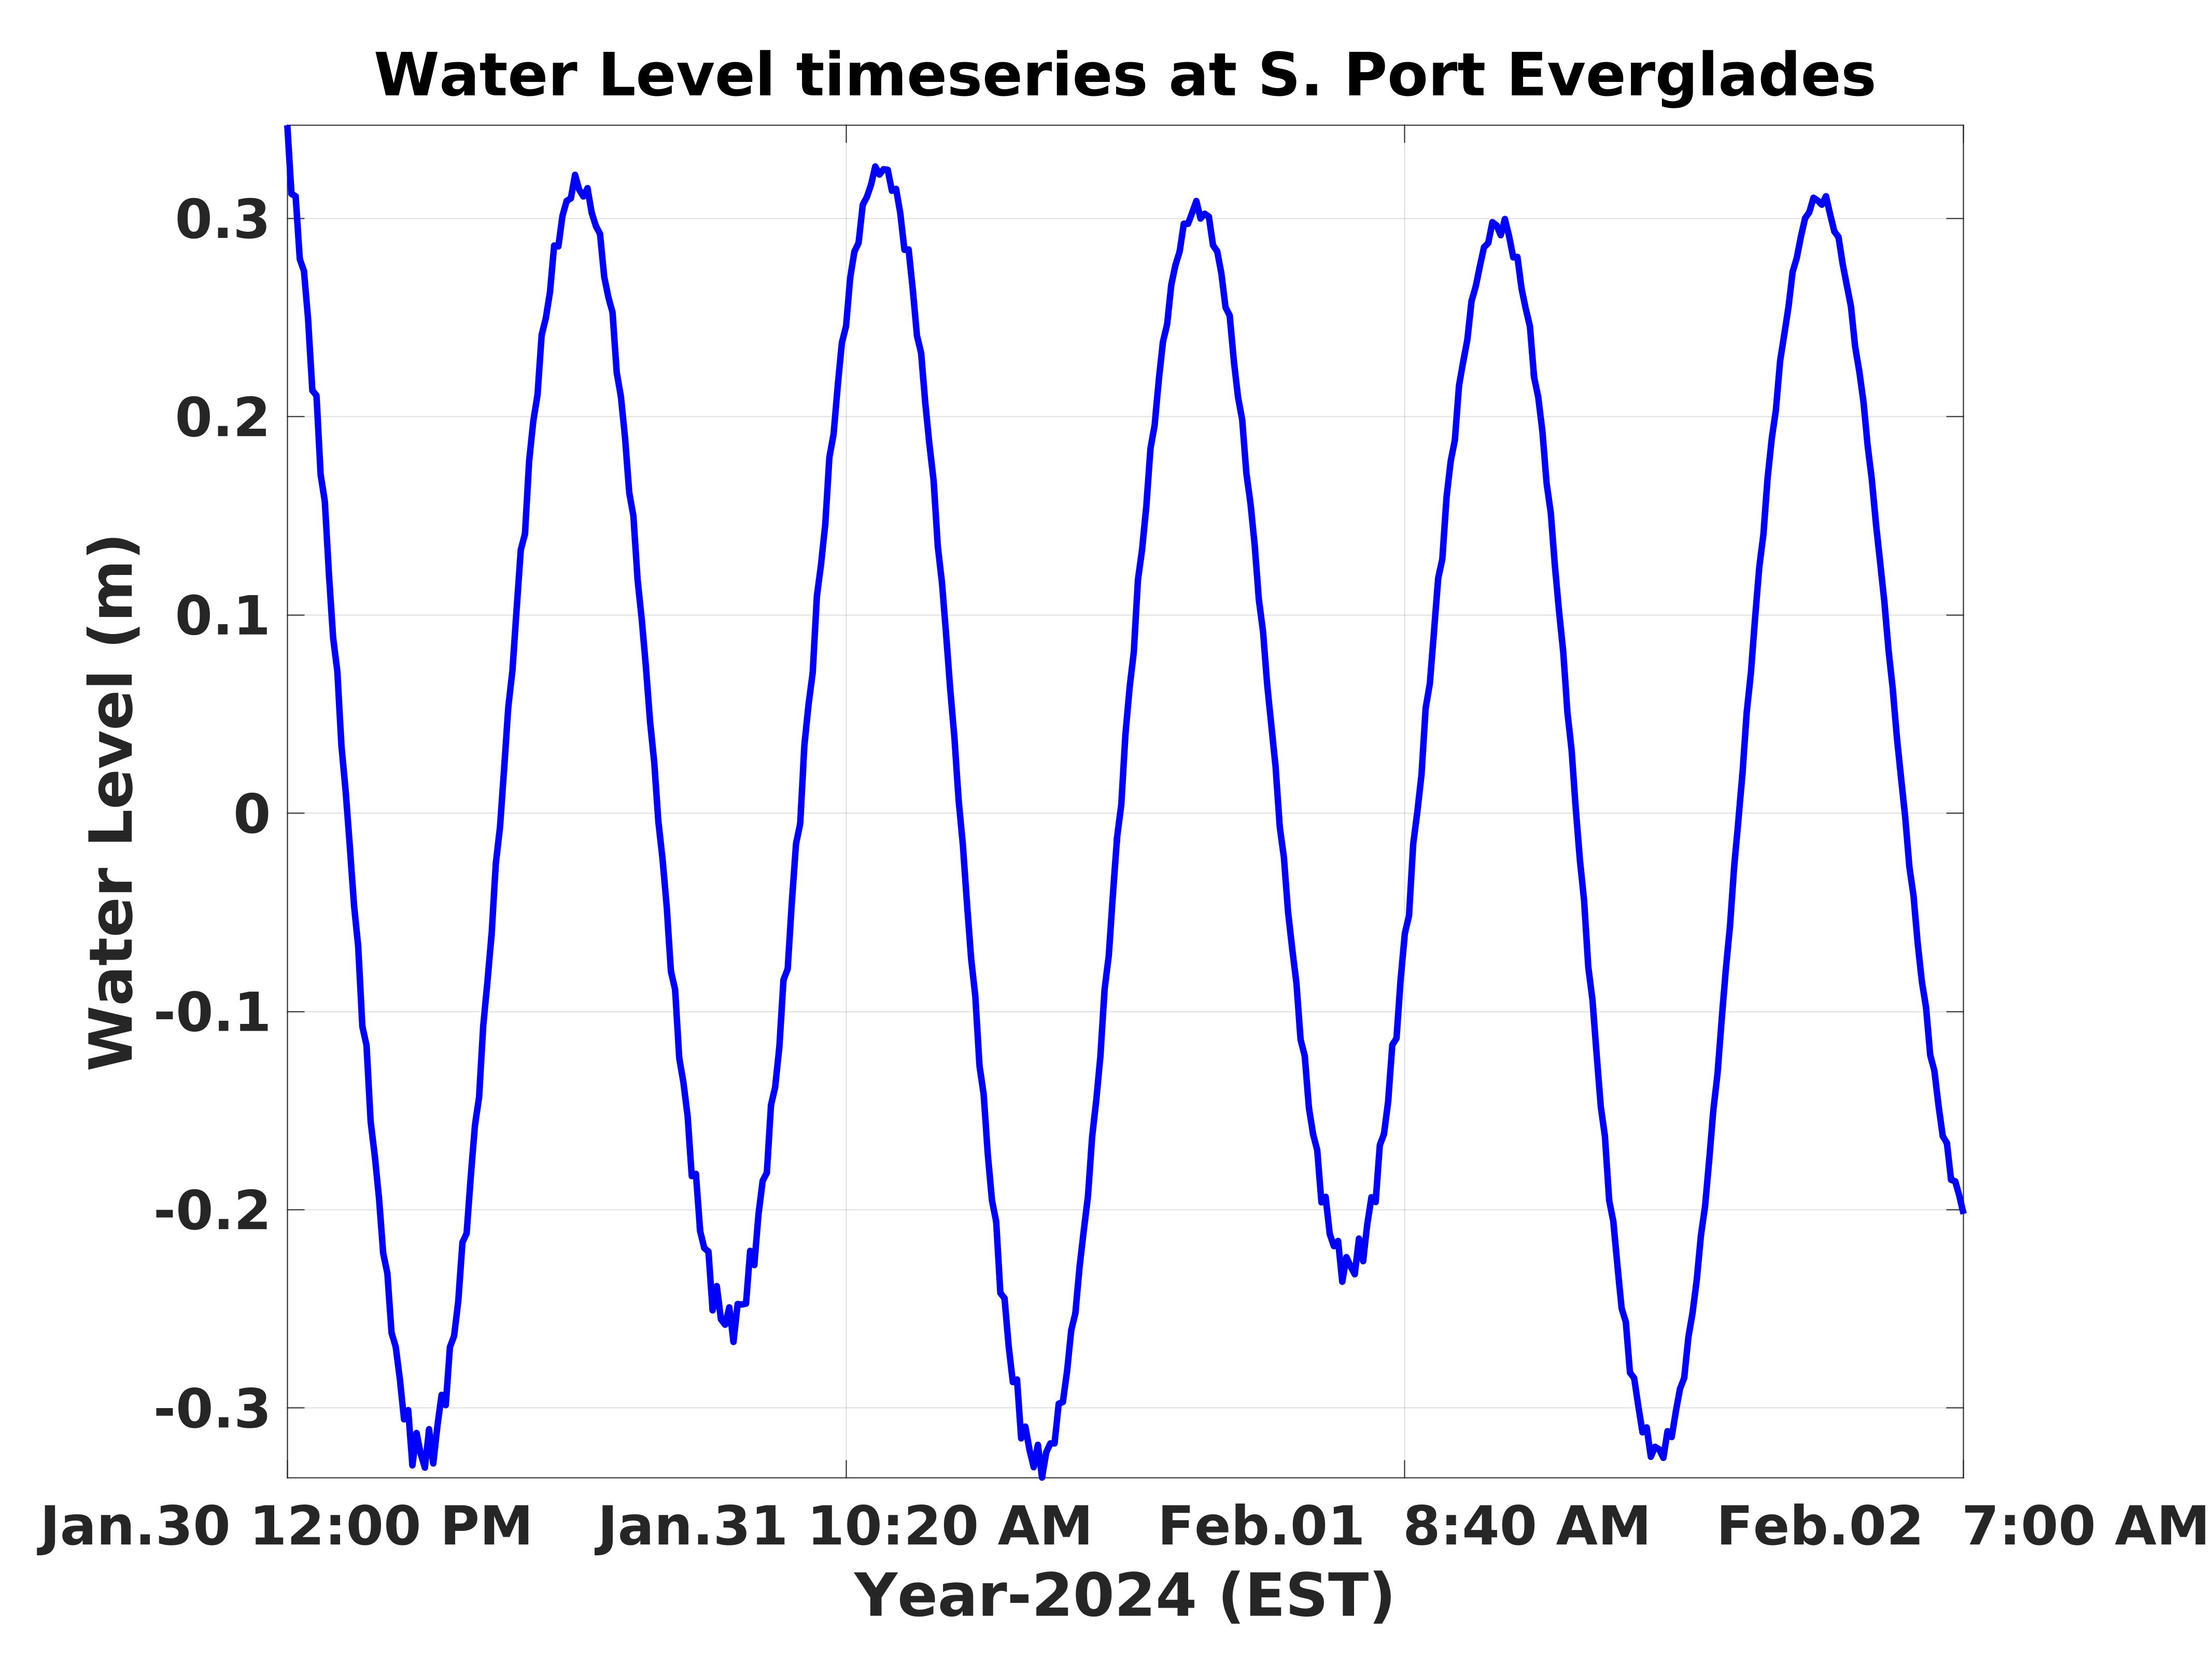 Water Level timeseries at S. Port Everglades
Water Level (m)
0.3
0.2
0.1
0
-0.1
-0.2
-0.3
Jan.30 12:00 PM Jan.31 10:20 AM Feb.01 8:40 AM Feb.02 7:00 AM
Year-2024 (EST)